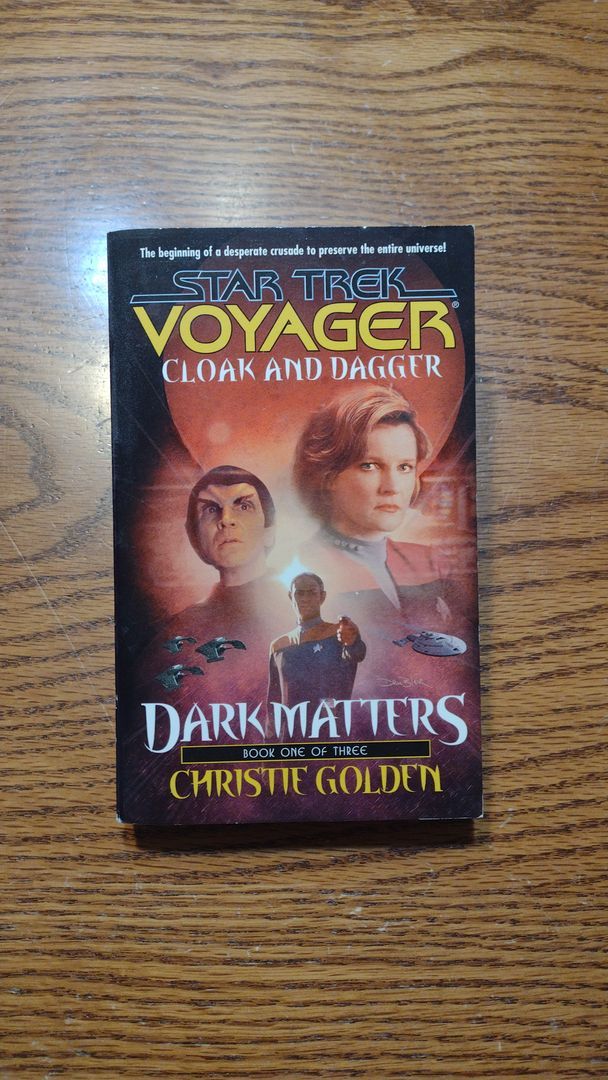 The beginning of a desperate crusade to preserve the entire universe!
STAR TREK
VOYAGER®
CLOAK AND DAGGER
DARK MATTERS
BOOK ONE OF THREE
CHRISTIE GOLDEN